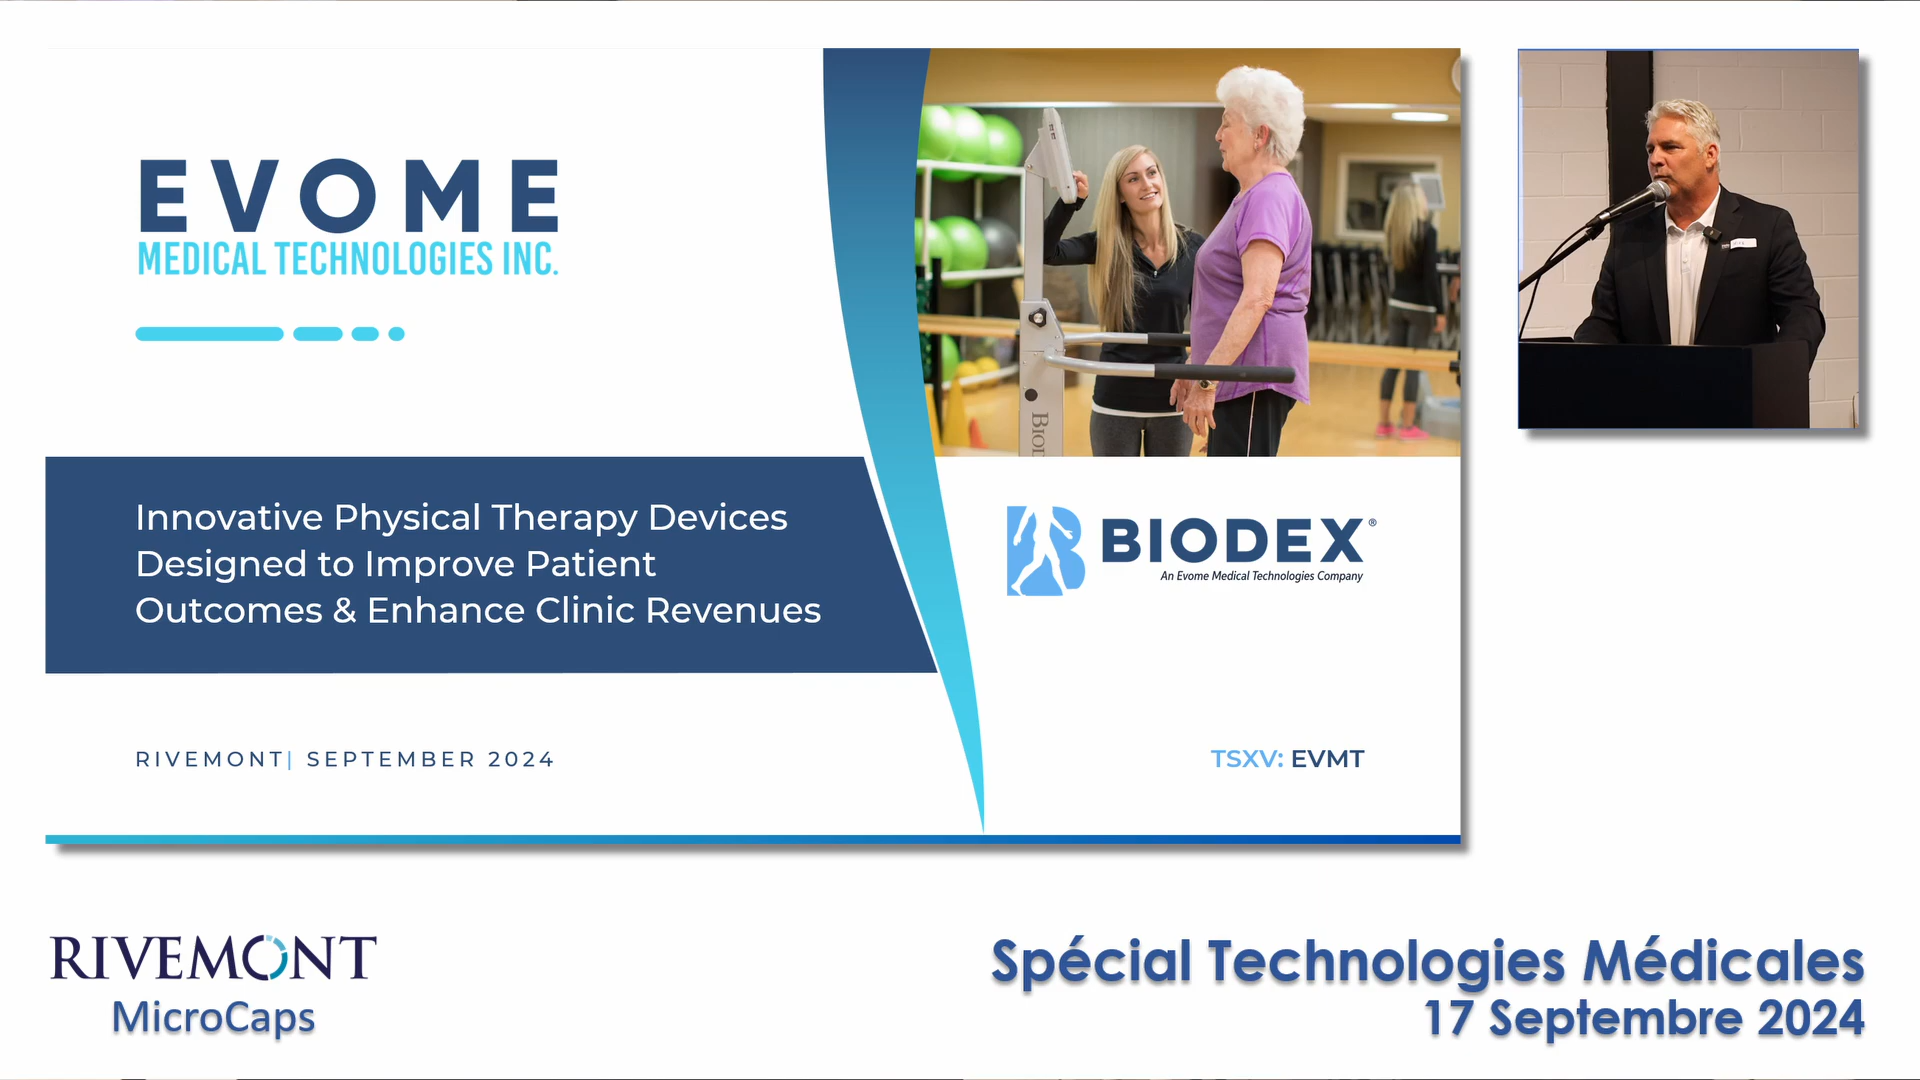 EVOME
MEDICAL TECHNOLOGIES INC.
Innovative Physical Therapy Devices
Designed to Improve Patient
Outcomes & Enhance Clinic Revenues
BIODEX®
An Evome Medical Technologies Company
RIVEMONT| SEPTEMBER 2024
TSXV: EVMT
RIVEMONT
MicroCaps
Spécial Technologies Médicales
17 Septembre 2024